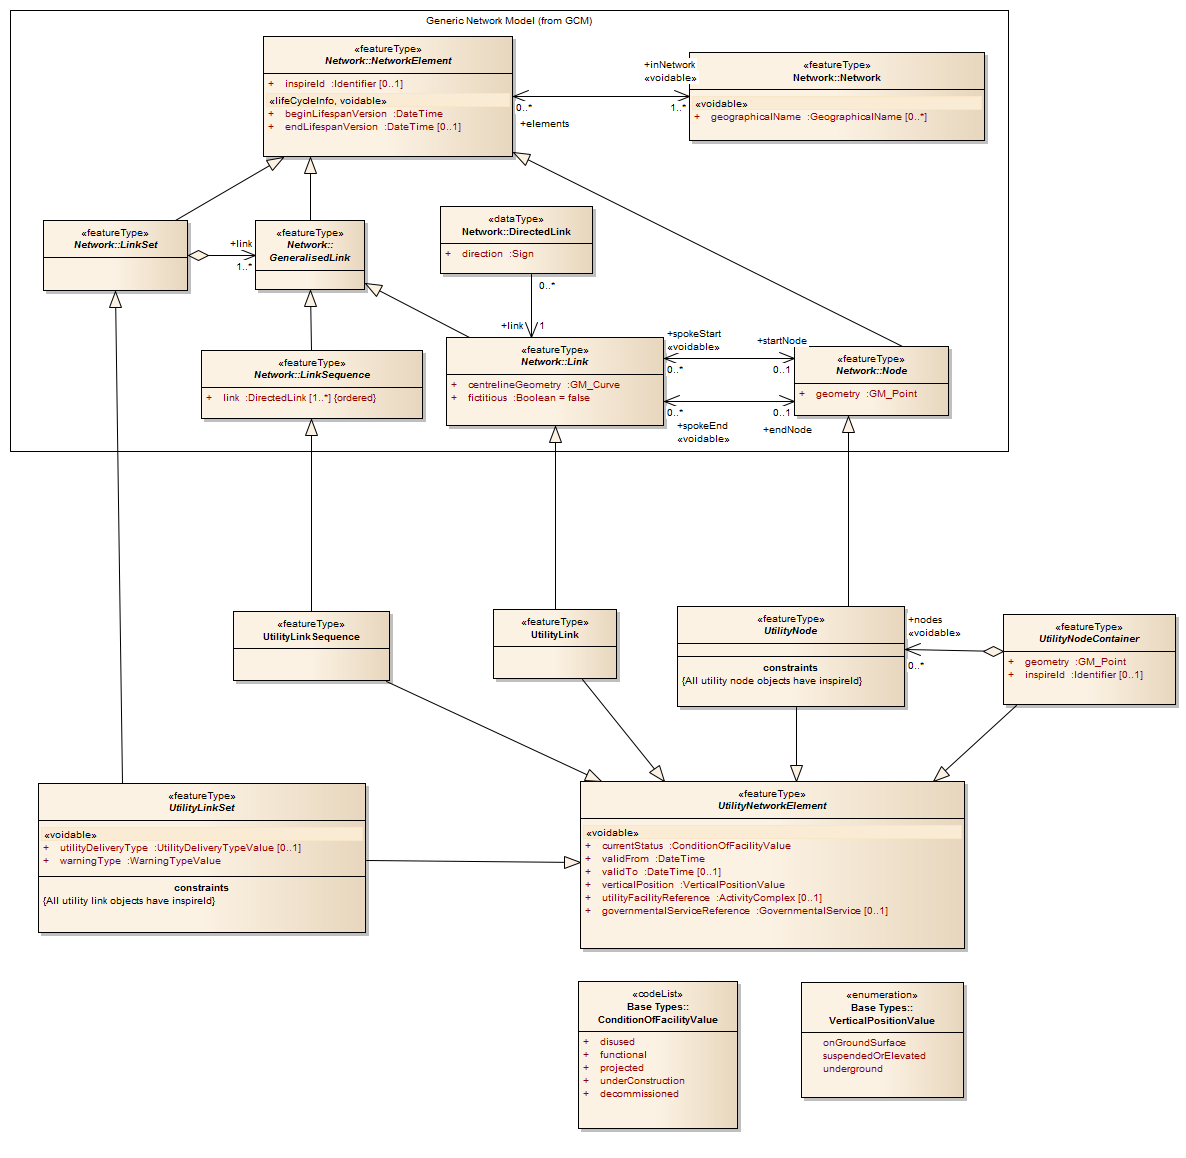 Generic Network Model (from GCM)
«featureType»
Network::NetworkElement
+ inspireId :Identifier [0..1]
«lifeCycleInfo, voidable»
+ beginLifespanVersion :DateTime
+ endLifespanVersion :DateTime [0..1]
+inNetwork
«voidable»
1..*
0..*
+elements
«featureType»
Network::Network
«voidable»
+ geographicalName :GeographicalName [0..*]
«featureType»
Network::LinkSet
+link
1..*
«featureType»
Network::
GeneralisedLink
«dataType»
Network::DirectedLink
+ direction :Sign
0..*
+link
1
«featureType»
Network::LinkSequence
+ link :DirectedLink [1..*] {ordered}
«featureType»
Network::Link
+ centrelineGeometry :GM_Curve
+ fictitious :Boolean = false
+spokeStart
«voidable»
0..*
+startNode
0..1
0..*
+spokeEnd
«voidable»
0..1
+endNode
«featureType»
Network::Node
+ geometry :GM_Point
«featureType»
UtilityLinkSequence
«featureType»
UtilityLink
«featureType»
UtilityNode
constraints
{All utility node objects have inspireId}
+nodes
«voidable»
0..*
«featureType»
UtilityNodeContainer
+ geometry :GM_Point
+ inspireId :Identifier [0..1]
«featureType»
UtilityLinkSet
«voidable»
+ utilityDeliveryType :UtilityDeliveryTypeValue [0..1]
+ warningType :WarningTypeValue
constraints
{All utility link objects have inspireId}
«featureType»
UtilityNetworkElement
«voidable»
+ currentStatus :ConditionOfFacilityValue
+ validFrom :DateTime
+ validTo :DateTime [0..1]
+ verticalPosition :VerticalPositionValue
+ utilityFacilityReference :ActivityComplex [0..1]
+ governmentalServiceReference :GovernmentalService [0..1]
«codeList»
Base Types::
ConditionOfFacilityValue
+ disused
+ functional
+ projected
+ underConstruction
+ decommissioned
«enumeration»
Base Types::
VerticalPositionValue
onGroundSurface
suspendedOrElevated
underground